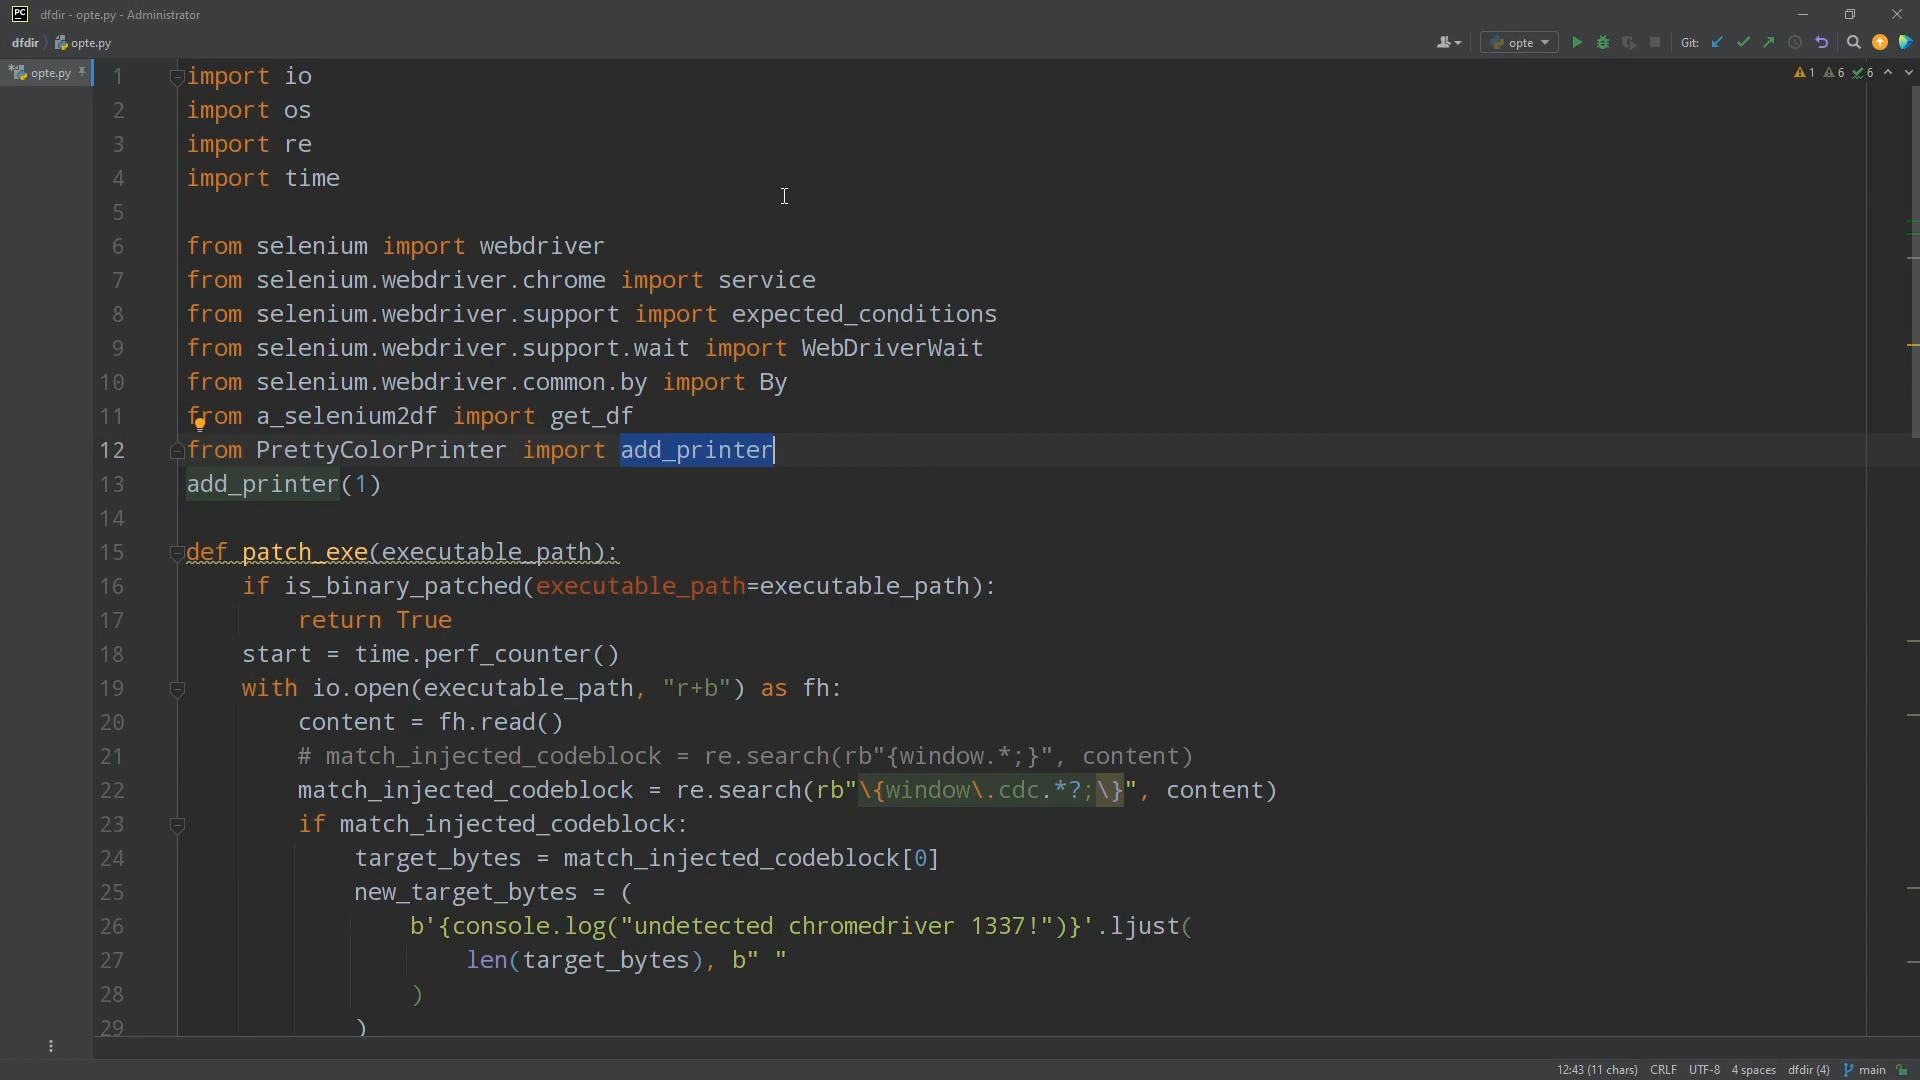 PC dfdir - opte.py - Administrator
dfdir opte.py opte Git:
opte.py
1 6 6
1 import io
2 import os
3 import re
4 import time
5
6 from selenium import webdriver
7 from selenium.webdriver.chrome import service
8 from selenium.webdriver.support import expected_conditions
9 from selenium.webdriver.support.wait import WebDriverWait
10 from selenium.webdriver.common.by import By
11 from a_selenium2df import get_df
12 from PrettyColorPrinter import add_printer
13 add_printer(1)
14
15 def patch_exe(executable_path):
16 if is_binary_patched(executable_path=executable_path):
17 return True
18 start = time.perf_counter()
19 with io.open(executable_path, "r+b") as fh:
20 content = fh.read()
21 # match_injected_codeblock = re.search(rb"{window.*;}", content)
22 match_injected_codeblock = re.search(rb"\{window\.cdc.*?;\}", content)
23 if match_injected_codeblock:
24 target_bytes = match_injected_codeblock[0]
25 new_target_bytes = (
26 b'{console.log("undetected chromedriver 1337!")}'.ljust(
27 len(target_bytes), b" "
28 )
29 )
12:43 (11 chars) CRLF UTF-8 4 spaces dfdir (4) main